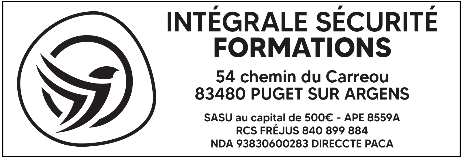 INTÉGRALE SÉCURITÉ
FORMATIONS
54 chemin du Carreou
83480 PUGET SUR ARGENS
SASU au capital de 500€ - APE 8559A
RCS FRÉJUS 840 899 884
NDA 93830600283 DIRECCTE PACA